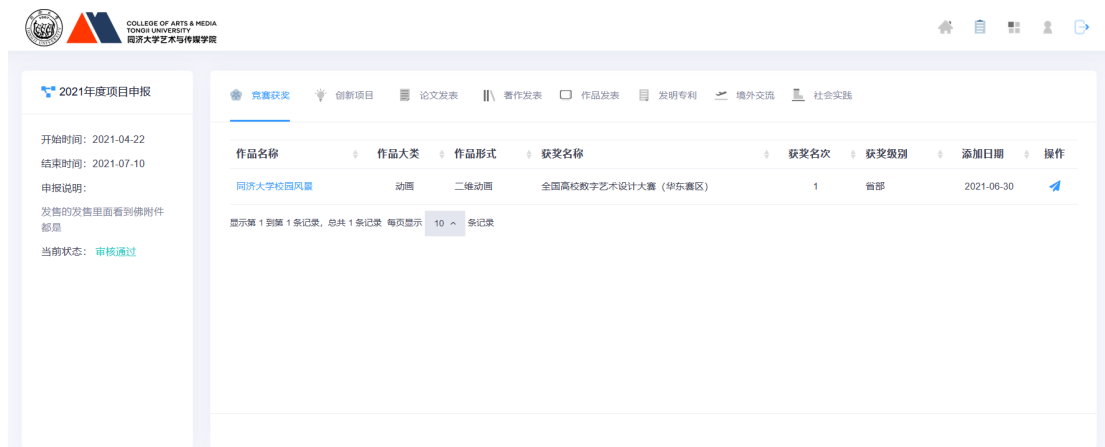 COLLEGE OF ARTS & MEDIA
TONGJI UNIVERSITY
同济大学艺术与传媒学院
2021年度项目申报
开始时间：2021-04-22
结束时间：2021-07-10
申报说明：
发售的发售里面看到佛附件
都是
当前状态： 审核通过
竞赛获奖 创新项目 论文发表 著作发表 作品发表 发明专利 境外交流 社会实践
作品名称 作品大类 作品形式 获奖名称 获奖名次 获奖级别 添加日期 操作
同济大学校园风景 动画 二维动画 全国高校数字艺术设计大赛（华东赛区） 1 省部 2021-06-30
显示第 1 到第 1 条记录，总共 1 条记录 每页显示 10 条记录